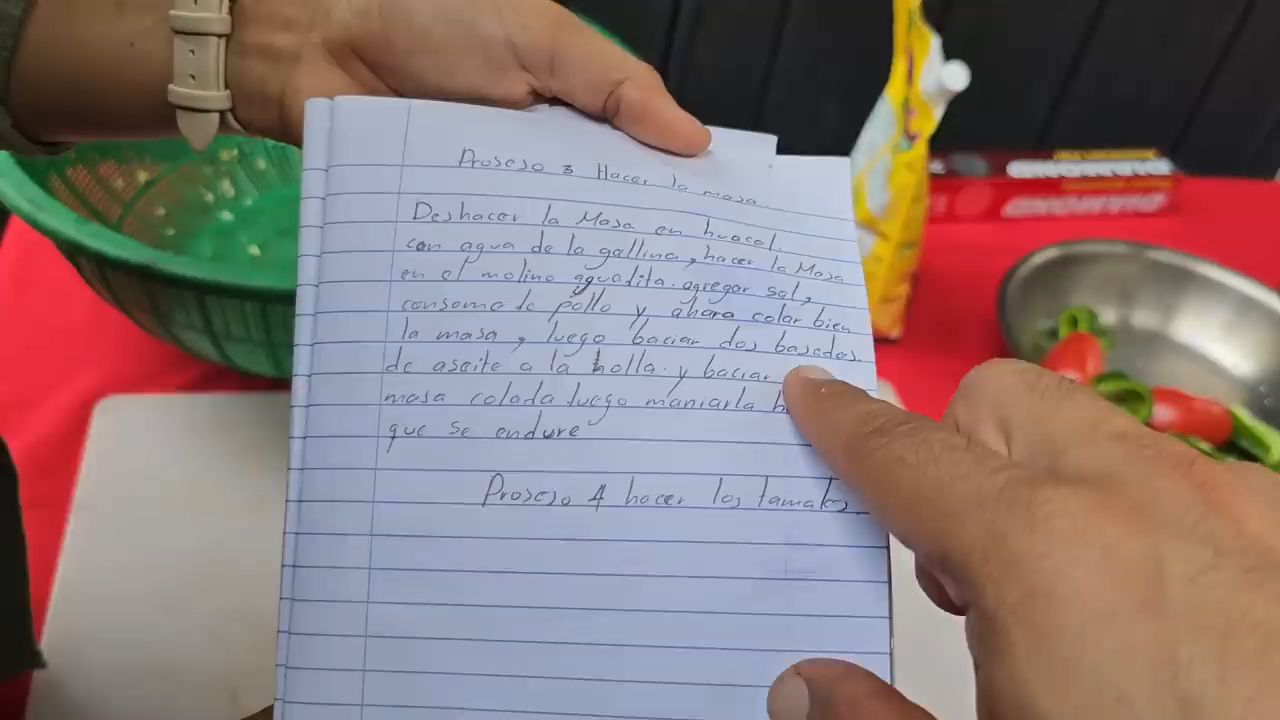 Proseso 3 Hacer la masa.
Deshacer la Masa en huacal
con agua de la gallina, hacer la Masa
en el molino aguadita. agregar sal,
consome de pollo y ahora colar bien
la masa, luego baciar dos basedos.
de aseite a la holla. y baciar
masa colada luego maniarla h
que se endure
Proseso 4 hacer los tamales.
DIAMOND